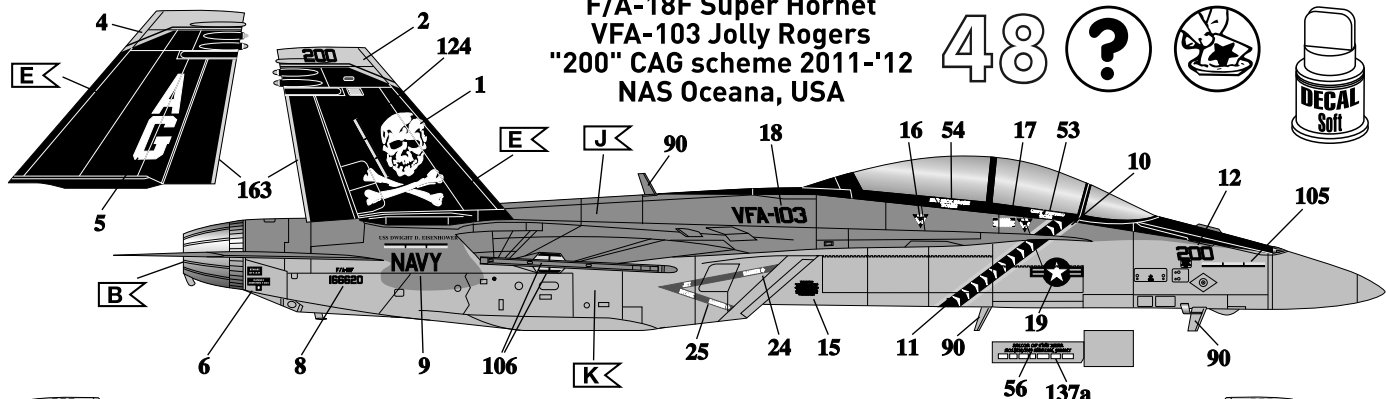 F/A-18F Super Hornet
VFA-103 Jolly Rogers
"200" CAG scheme 2011-'12
NAS Oceana, USA
48
?
DECAL
Soft
4
2
124
1
E
E
J
90
18
16
54
17
53
10
12
105
200
AG
VFA-103
200
163
5
USS DWIGHT D. EISENHOWER
NAVY
F/A-18F
166620
B
6
8
9
106
K
25
24
15
11
90
19
90
56
137a